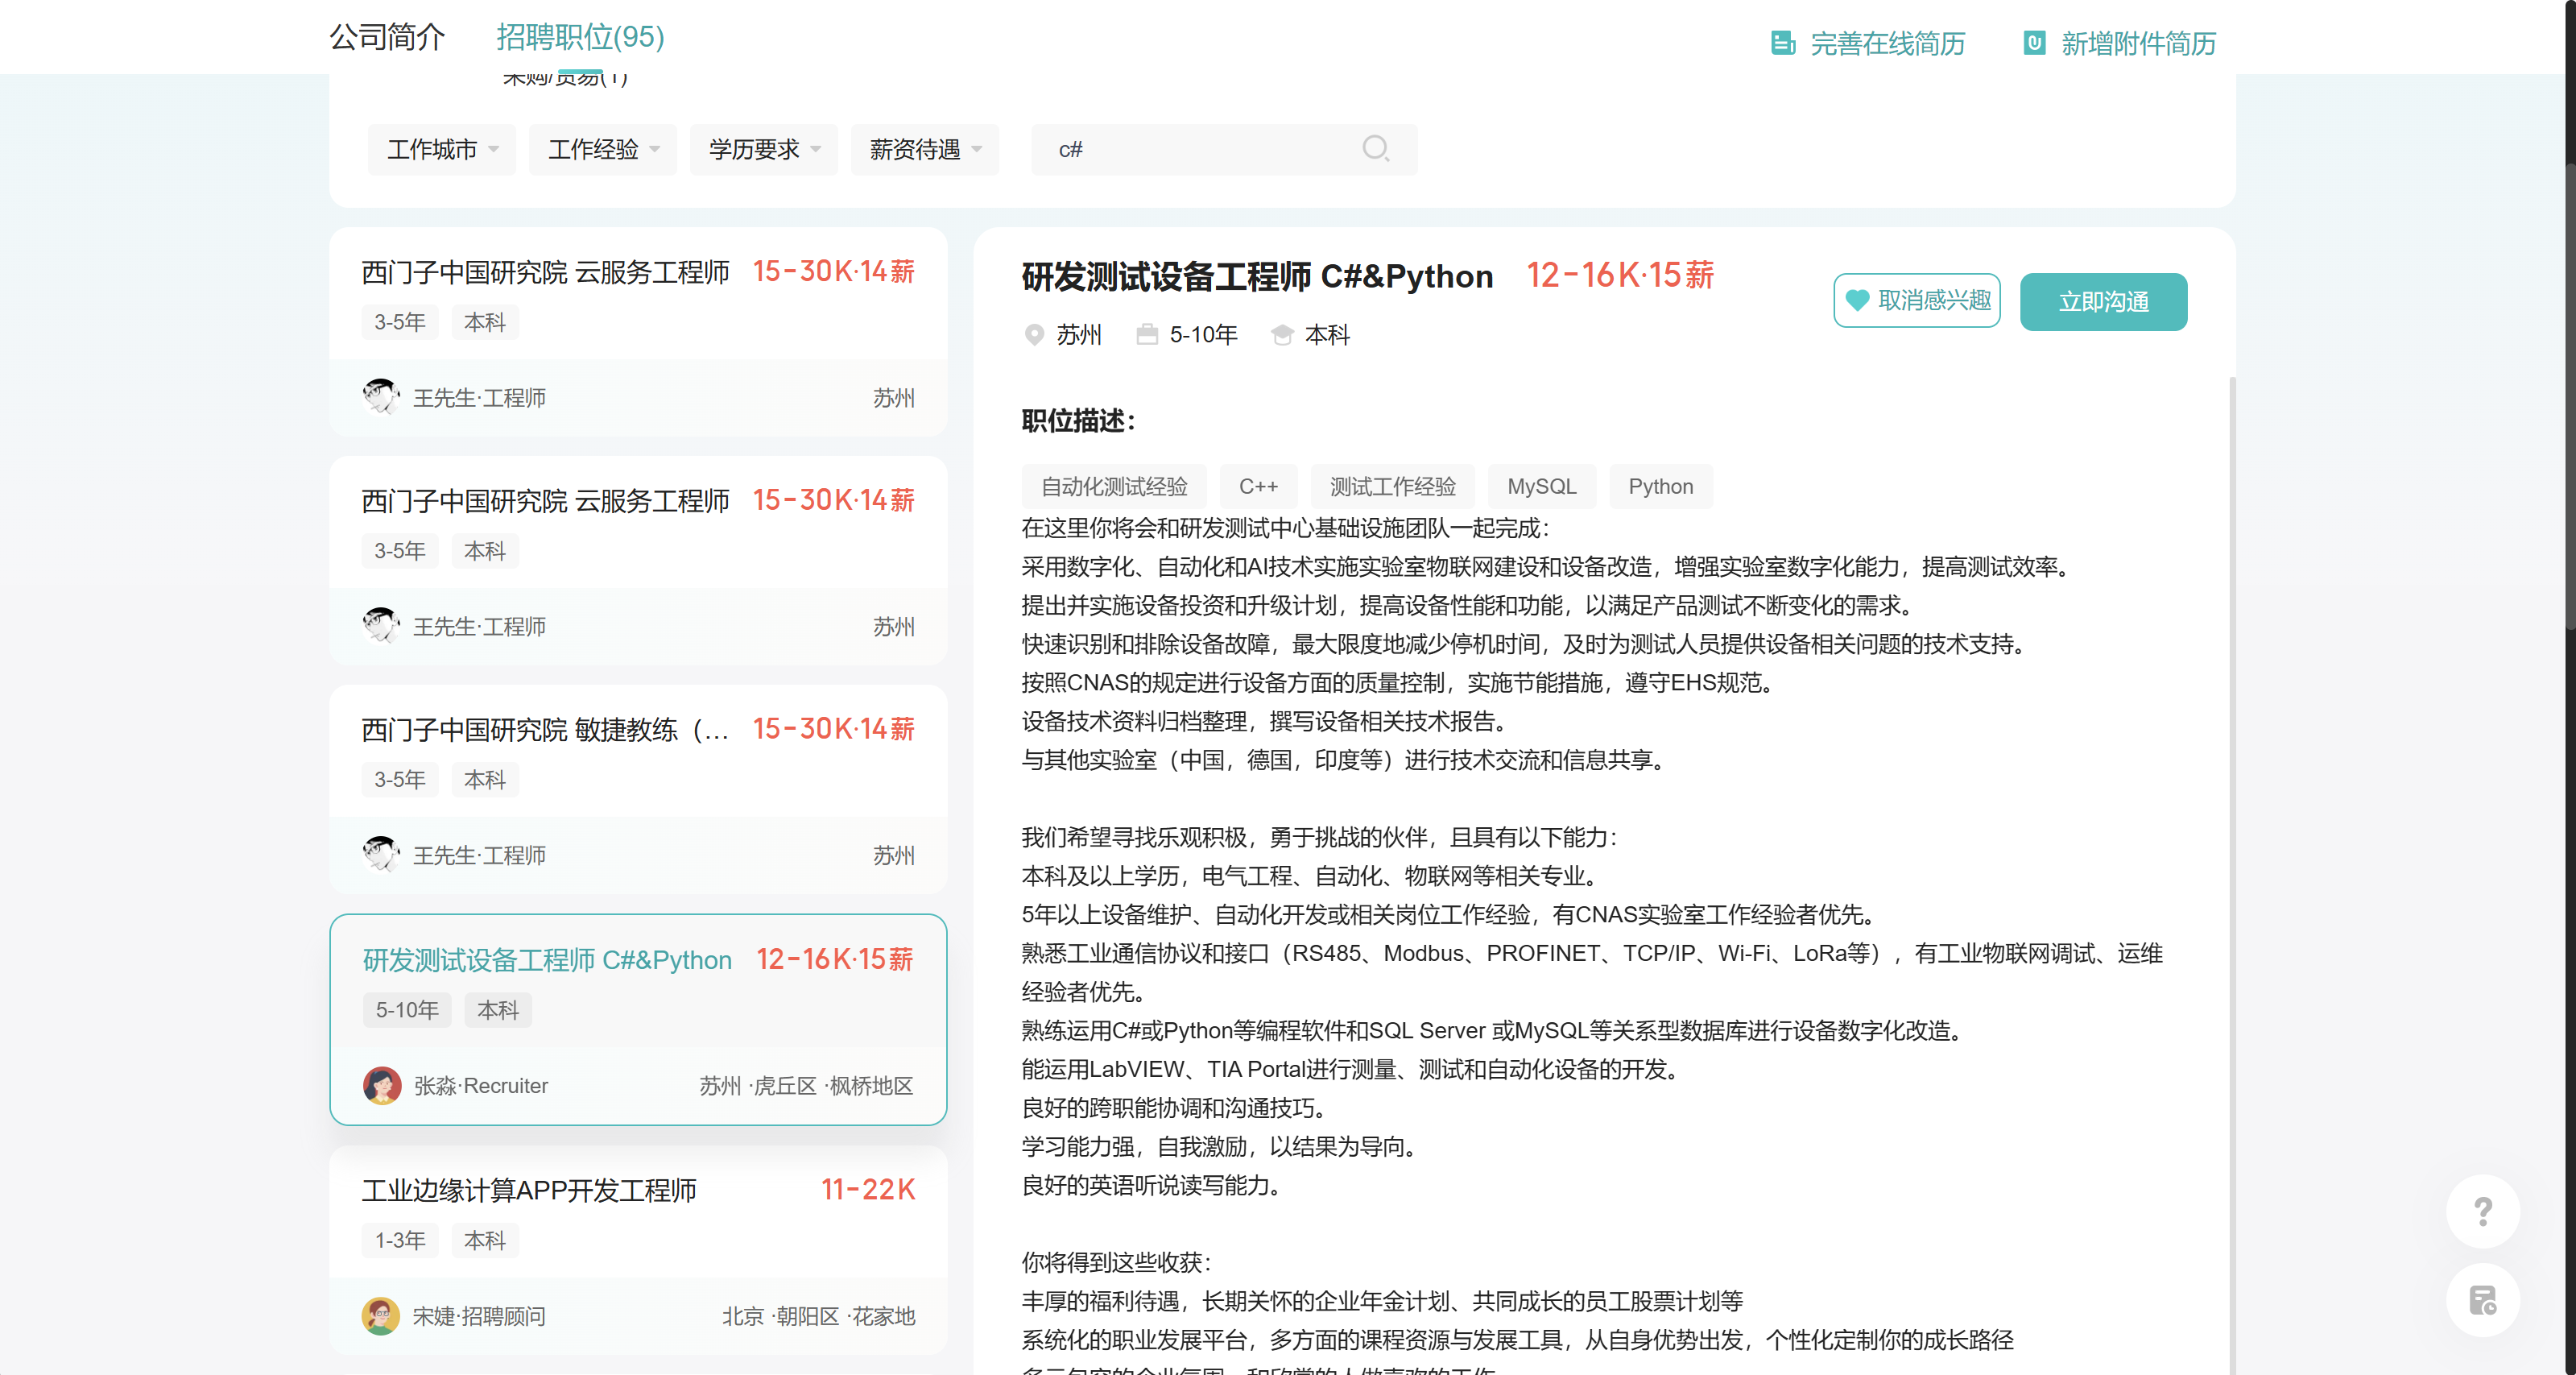 公司简介
招聘职位(95)
完善在线简历
新增附件简历
采购/贸易(1)
工作城市
工作经验
学历要求
薪资待遇
c#
西门子中国研究院 云服务工程师
15-30K·14薪
3-5年
本科
王先生·工程师
苏州
西门子中国研究院 云服务工程师
15-30K·14薪
3-5年
本科
王先生·工程师
苏州
西门子中国研究院 敏捷教练（…
15-30K·14薪
3-5年
本科
王先生·工程师
苏州
研发测试设备工程师 C#&Python
12-16K·15薪
5-10年
本科
张淼·Recruiter
苏州 ·虎丘区 ·枫桥地区
工业边缘计算APP开发工程师
11-22K
1-3年
本科
宋婕·招聘顾问
北京 ·朝阳区 ·花家地
研发测试设备工程师 C#&Python
12-16K·15薪
取消感兴趣
立即沟通
苏州
5-10年
本科
职位描述：
自动化测试经验
C++
测试工作经验
MySQL
Python
在这里你将会和研发测试中心基础设施团队一起完成：
采用数字化、自动化和AI技术实施实验室物联网建设和设备改造，增强实验室数字化能力，提高测试效率。
提出并实施设备投资和升级计划，提高设备性能和功能，以满足产品测试不断变化的需求。
快速识别和排除设备故障，最大限度地减少停机时间，及时为测试人员提供设备相关问题的技术支持。
按照CNAS的规定进行设备方面的质量控制，实施节能措施，遵守EHS规范。
设备技术资料归档整理，撰写设备相关技术报告。
与其他实验室（中国，德国，印度等）进行技术交流和信息共享。
我们希望寻找乐观积极，勇于挑战的伙伴，且具有以下能力：
本科及以上学历，电气工程、自动化、物联网等相关专业。
5年以上设备维护、自动化开发或相关岗位工作经验，有CNAS实验室工作经验者优先。
熟悉工业通信协议和接口（RS485、Modbus、PROFINET、TCP/IP、Wi-Fi、LoRa等），有工业物联网调试、运维
经验者优先。
熟练运用C#或Python等编程软件和SQL Server 或MySQL等关系型数据库进行设备数字化改造。
能运用LabVIEW、TIA Portal进行测量、测试和自动化设备的开发。
良好的跨职能协调和沟通技巧。
学习能力强，自我激励，以结果为导向。
良好的英语听说读写能力。
你将得到这些收获：
丰厚的福利待遇，长期关怀的企业年金计划、共同成长的员工股票计划等
系统化的职业发展平台，多方面的课程资源与发展工具，从自身优势出发，个性化定制你的成长路径